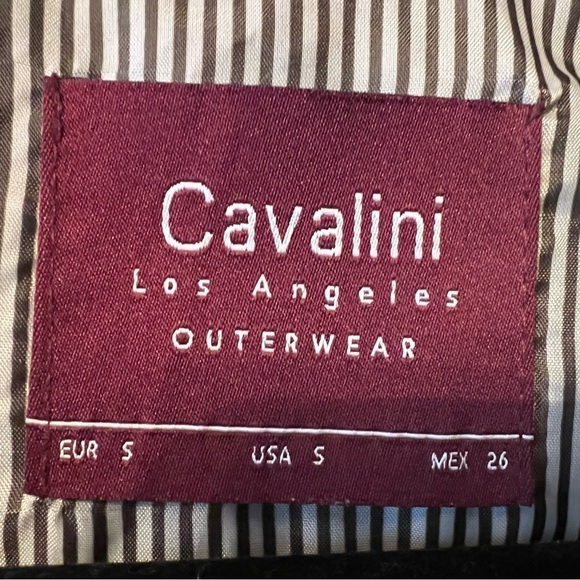 Cavalini
Los Angeles
OUTERWEAR
EUR S USA S MEX 26